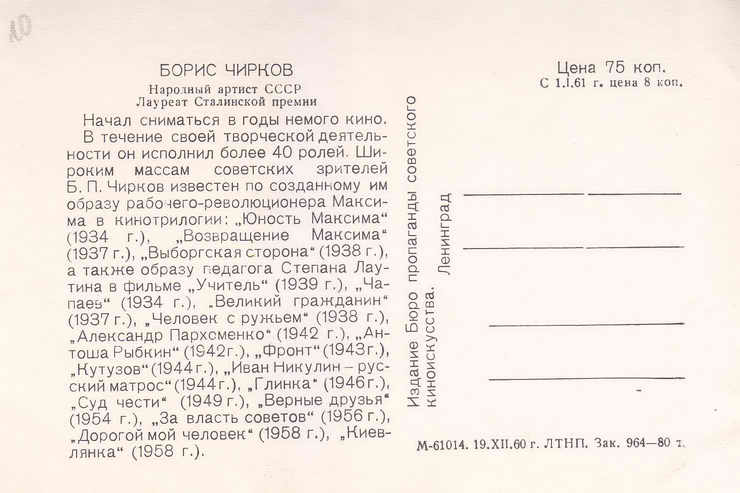 БОРИС ЧИРКОВ
Народный артист СССР
Лауреат Сталинской премии
Начал сниматься в годы немого кино.
В течение своей творческой деятель-
ности он исполнил более 40 ролей. Ши-
роким массам советских зрителей
Б. П. Чирков известен по созданному им
образу рабочего-революционера Макси-
ма в кинотрилогии: „Юность Максима“
(1934 г.), „Возвращение Максима“
(1937 г.), „Выборгская сторона“ (1938 г.),
а также образу педагога Степана Лау-
тина в фильме „Учитель“ (1939 г.), „Ча-
паев“ (1934 г.), „Великий гражданин“
(1937 г.), „Человек с ружьем“ (1938 г.),
„Александр Пархоменко“ (1942 г.), „Ан-
тоша Рыбкин“ (1942г.), „Фронт“ (1943г.),
„Кутузов“ (1944г.), „Иван Никулин – рус-
ский матрос“ (1944г.), „Глинка“ (1946г.),
„Суд чести“ (1949 г.), „Верные друзья“
(1954 г.), „За власть советов“ (1956 г.),
„Дорогой мой человек“ (1958 г.), „Киев-
лянка“ (1958 г.).
Издание Бюро пропаганды советского
киноискусства. Ленинград
Цена 75 коп.
С 1.I.61 г. цена 8 коп.
М-61014. 19.XII.60 г. ЛТНП. Зак. 964—80 т.